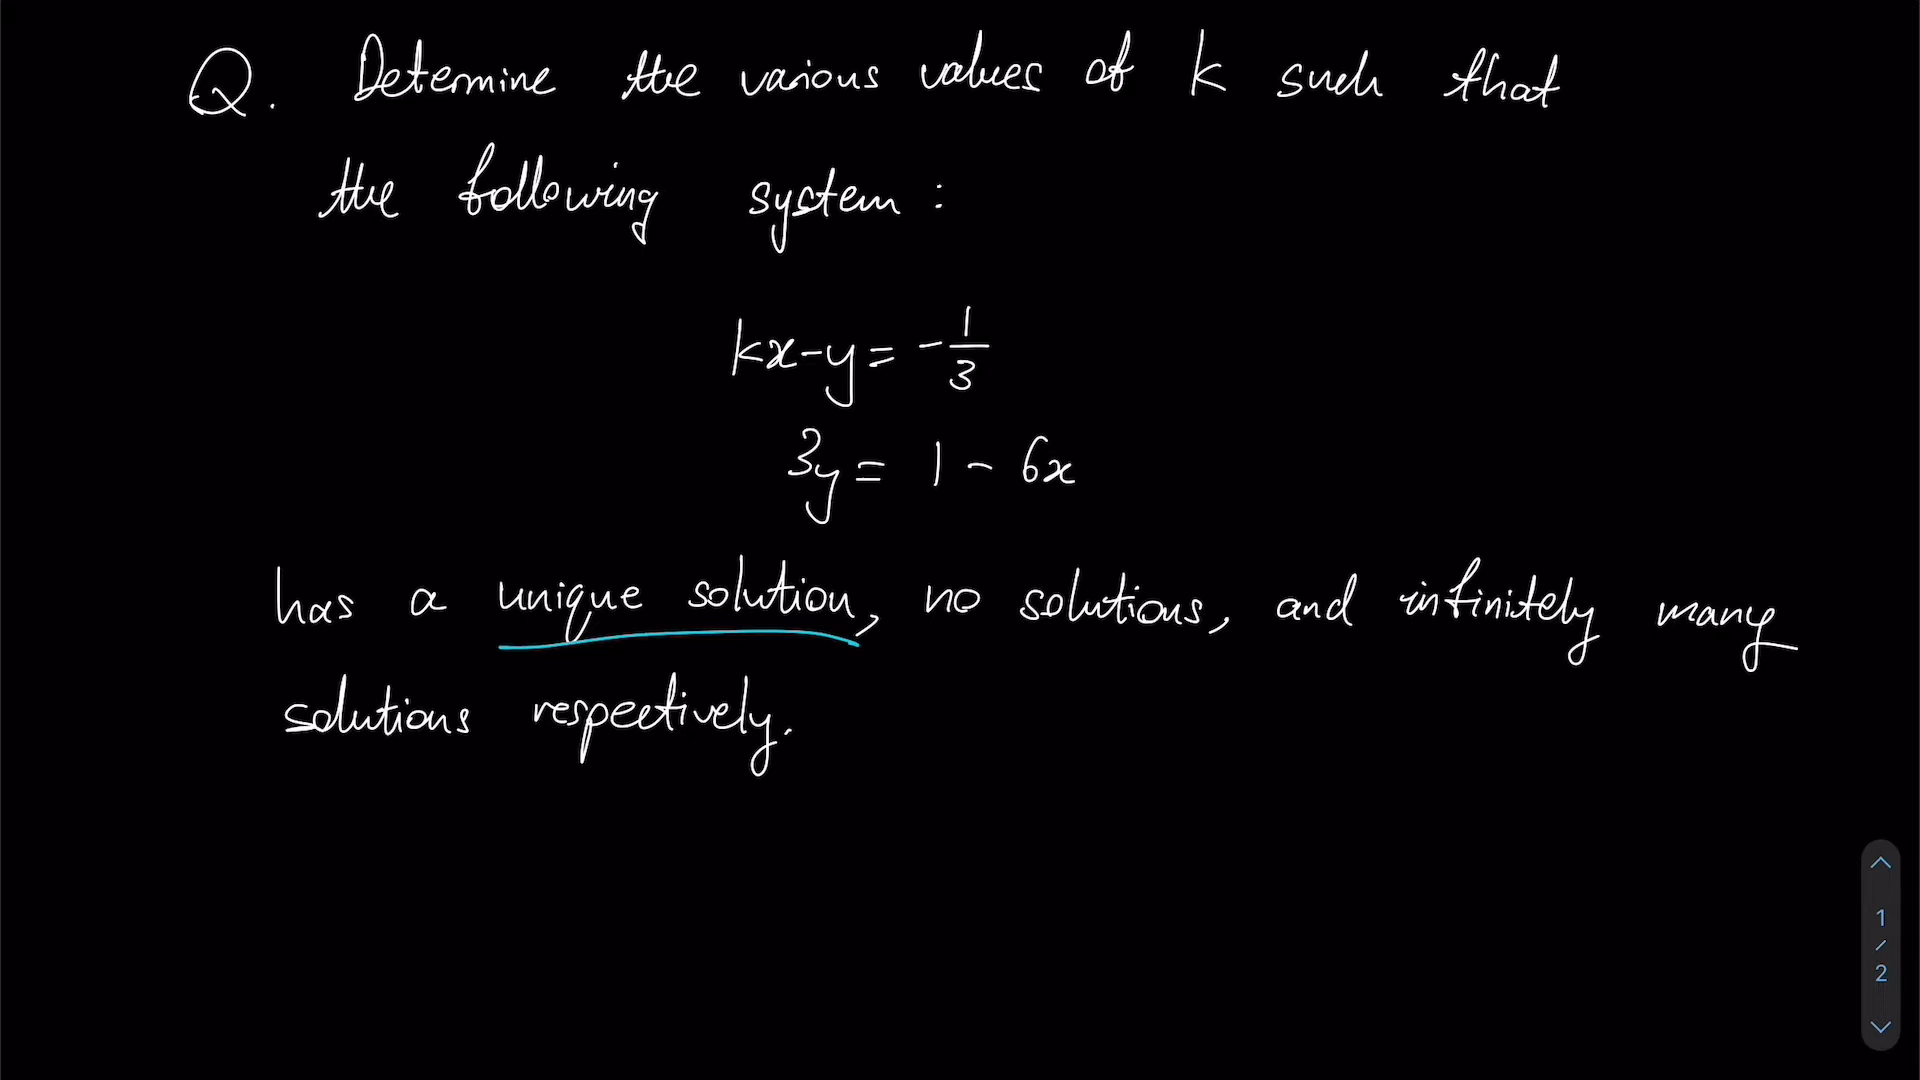 Q. Determine the various values of k such that
the following system:
kx-y = -1/3
3y = 1 - 6x
has a unique solution, no solutions, and infinitely many
solutions respectively.
1
/
2